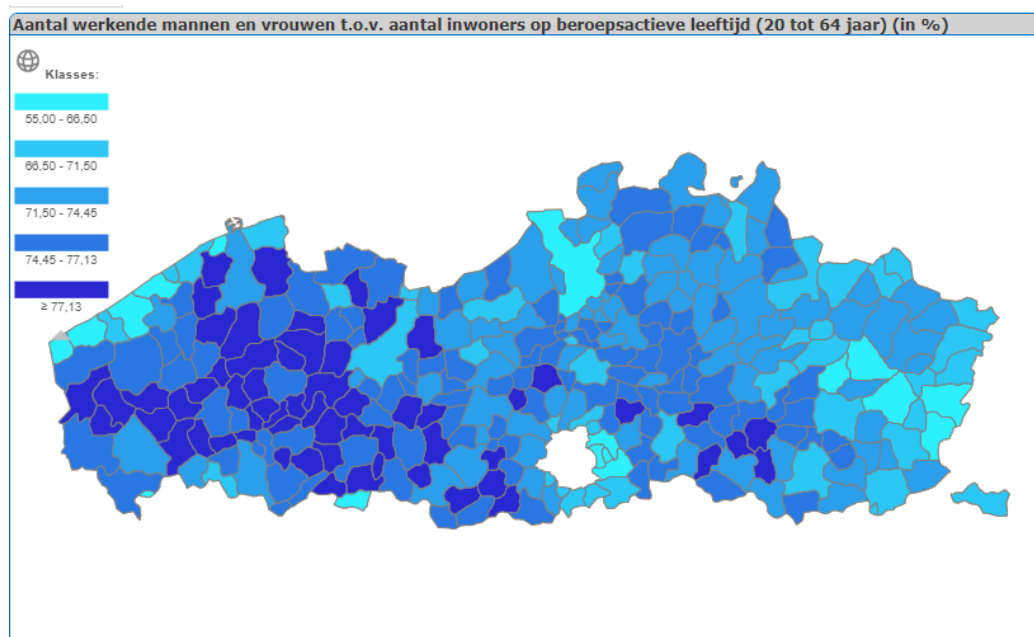 Aantal werkende mannen en vrouwen t.o.v. aantal inwoners op beroepsactieve leeftijd (20 tot 64 jaar) (in %)
Klasses:
55,00 - 66,50
66,50 - 71,50
71,50 - 74,45
74,45 - 77,13
≥ 77,13